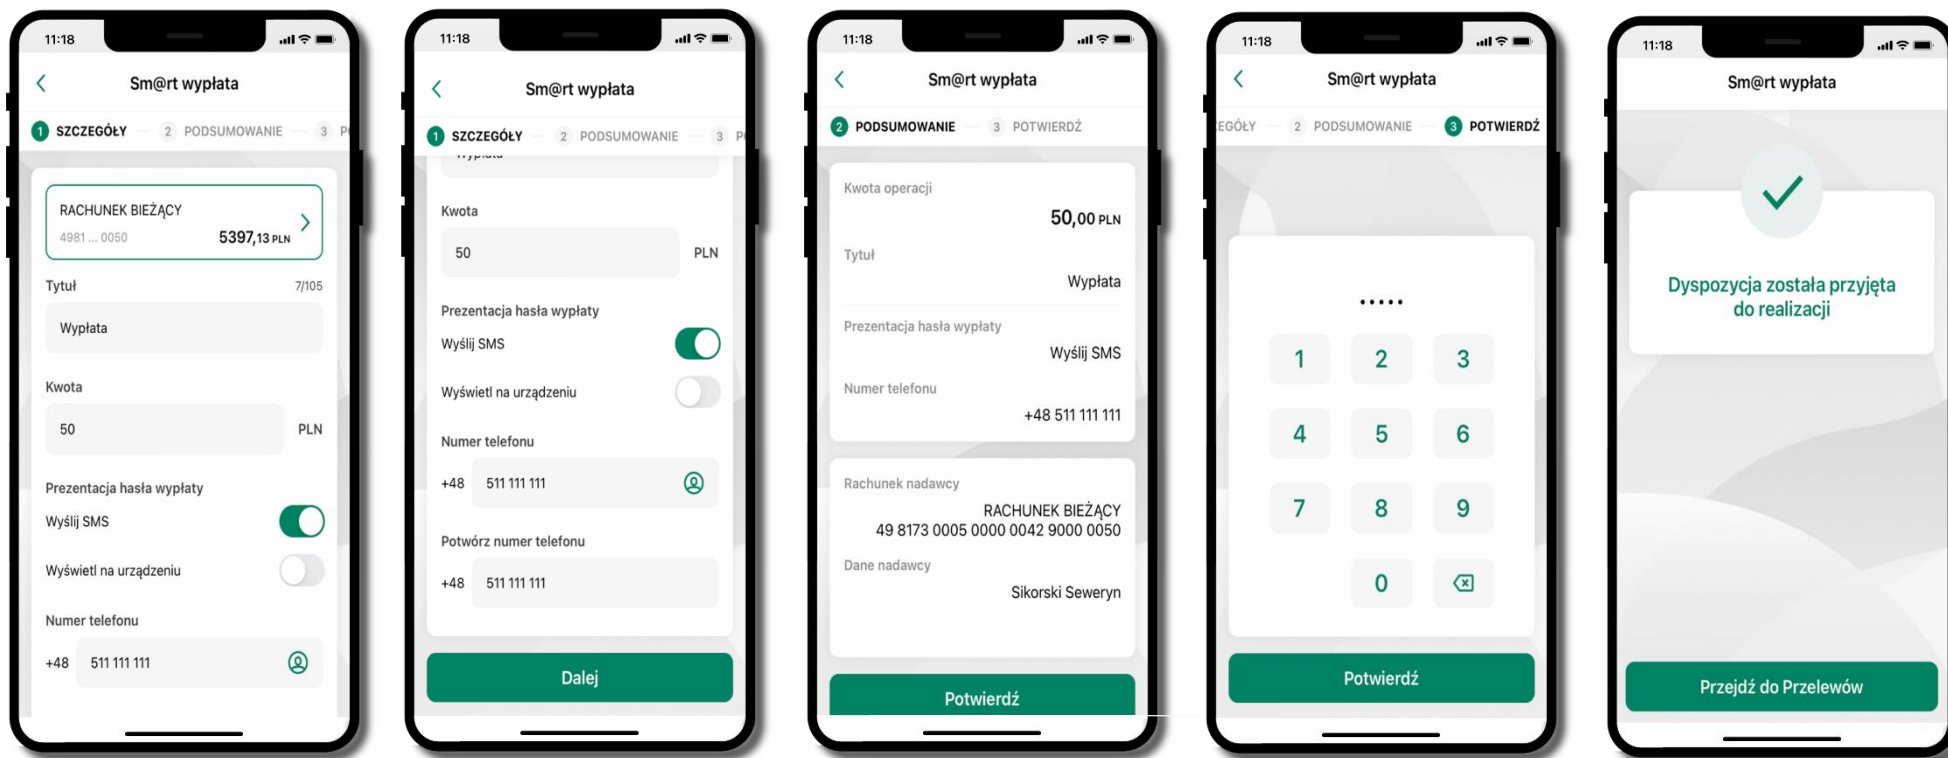 11:18
Sm@rt wypłata
1 SZCZEGÓŁY 2 PODSUMOWANIE 3
RACHUNEK BIEŻĄCY
4981 ... 0050 5397,13 PLN
Tytuł 7/105
Wypłata
Kwota
50 PLN
Prezentacja hasła wypłaty
Wyślij SMS
Wyświetl na urządzeniu
Numer telefonu
+48 511 111 111
11:18
Sm@rt wypłata
1 SZCZEGÓŁY 2 PODSUMOWANIE 3
Wypłata
Kwota
50 PLN
Prezentacja hasła wypłaty
Wyślij SMS
Wyświetl na urządzeniu
Numer telefonu
+48 511 111 111
Potwórz numer telefonu
+48 511 111 111
Dalej
11:18
Sm@rt wypłata
2 PODSUMOWANIE 3 POTWIERDŹ
Kwota operacji
50,00 PLN
Tytuł
Wypłata
Prezentacja hasła wypłaty
Wyślij SMS
Numer telefonu
+48 511 111 111
Rachunek nadawcy
RACHUNEK BIEŻĄCY
49 8173 0005 0000 0042 9000 0050
Dane nadawcy
Sikorski Seweryn
Potwierdź
11:18
Sm@rt wypłata
EGÓŁY 2 PODSUMOWANIE 3 POTWIERDŹ
•••••
1 2 3
4 5 6
7 8 9
0
Potwierdź
11:18
Sm@rt wypłata
Dyspozycja została przyjęta
do realizacji
Przejdź do Przelewów